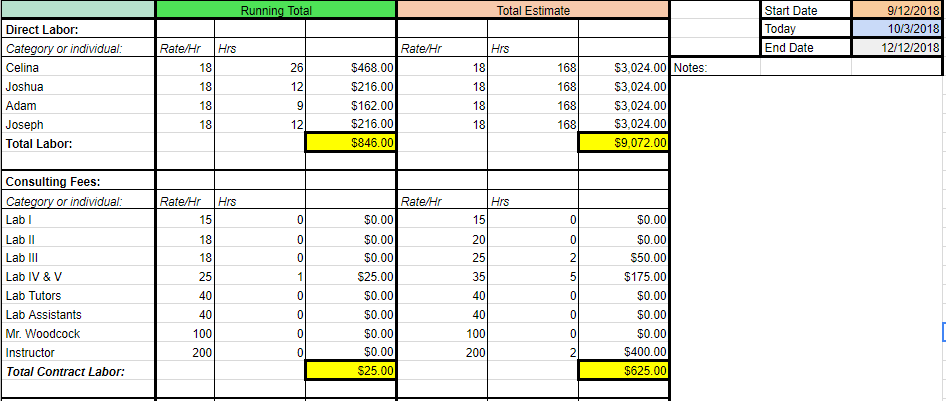 Running Total Total Estimate Start Date 9/12/2018
Direct Labor: Today 10/3/2018
Category or individual: Rate/Hr Hrs Rate/Hr Hrs End Date 12/12/2018
Celina 18 26 $468.00 18 168 $3,024.00 Notes:
Joshua 18 12 $216.00 18 168 $3,024.00
Adam 18 9 $162.00 18 168 $3,024.00
Joseph 18 12 $216.00 18 168 $3,024.00
Total Labor: $846.00 $9,072.00
Consulting Fees:
Category or individual: Rate/Hr Hrs Rate/Hr Hrs
Lab I 15 0 $0.00 15 0 $0.00
Lab II 18 0 $0.00 20 0 $0.00
Lab III 18 0 $0.00 25 2 $50.00
Lab IV & V 25 1 $25.00 35 5 $175.00
Lab Tutors 40 0 $0.00 40 0 $0.00
Lab Assistants 40 0 $0.00 40 0 $0.00
Mr. Woodcock 100 0 $0.00 100 0 $0.00
Instructor 200 0 $0.00 200 2 $400.00
Total Contract Labor: $25.00 $625.00